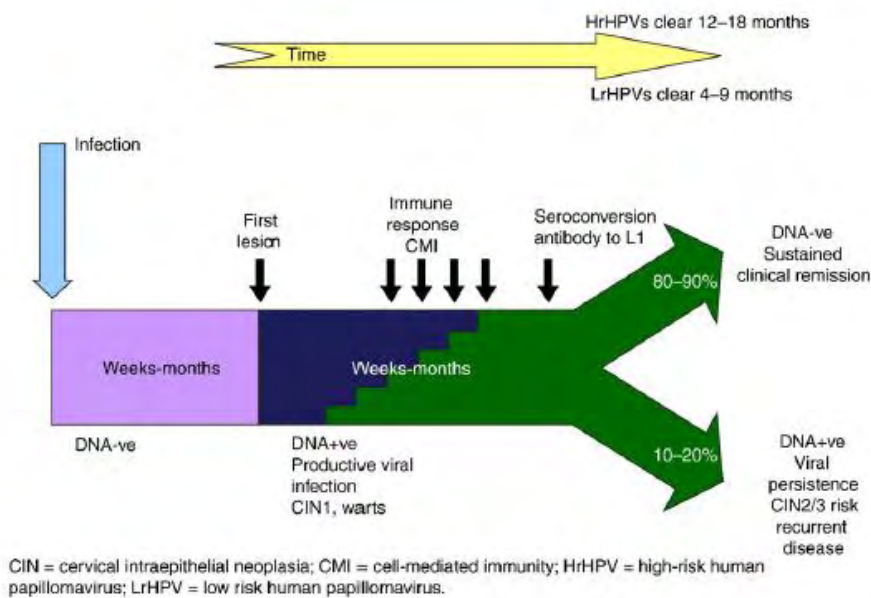 HrHPVs clear 12–18 months
Time
LrHPVs clear 4–9 months
Infection
First
lesion
Immune
response
CMI
Seroconversion
antibody to L1
DNA-ve
Sustained
clinical remission
80–90%
Weeks-months
Weeks-months
DNA-ve
DNA+ve
Productive viral
infection
CIN1, warts
10–20%
DNA+ve
Viral
persistence
CIN2/3 risk
recurrent
disease
CIN = cervical intraepithelial neoplasia; CMI = cell-mediated immunity; HrHPV = high-risk human
papillomavirus; LrHPV = low risk human papillomavirus.